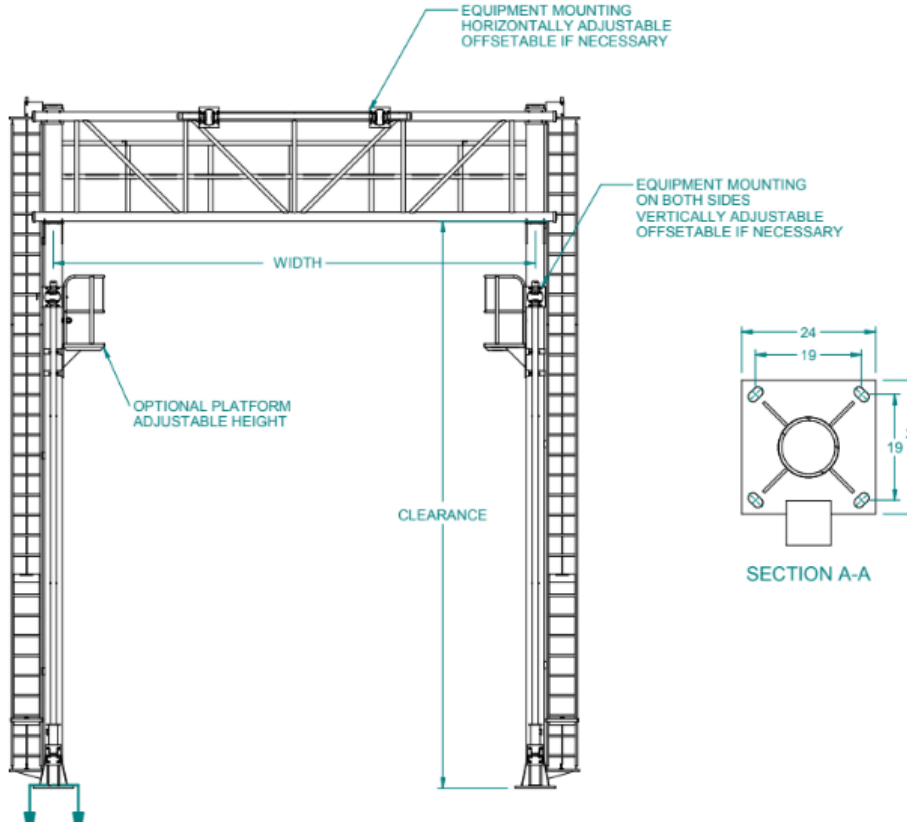 EQUIPMENT MOUNTING
HORIZONTALLY ADJUSTABLE
OFFSETABLE IF NECESSARY
EQUIPMENT MOUNTING
ON BOTH SIDES
VERTICALLY ADJUSTABLE
OFFSETABLE IF NECESSARY
WIDTH
OPTIONAL PLATFORM
ADJUSTABLE HEIGHT
CLEARANCE
24
19
19
SECTION A-A